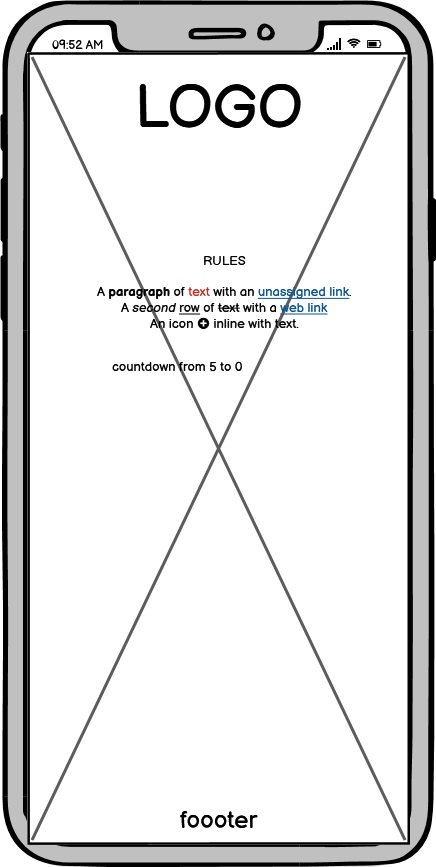 09:52 AM
LOGO
RULES
A paragraph of text with an unassigned link.
A second row of text with a web link
An icon inline with text.
countdown from 5 to 0
foooter